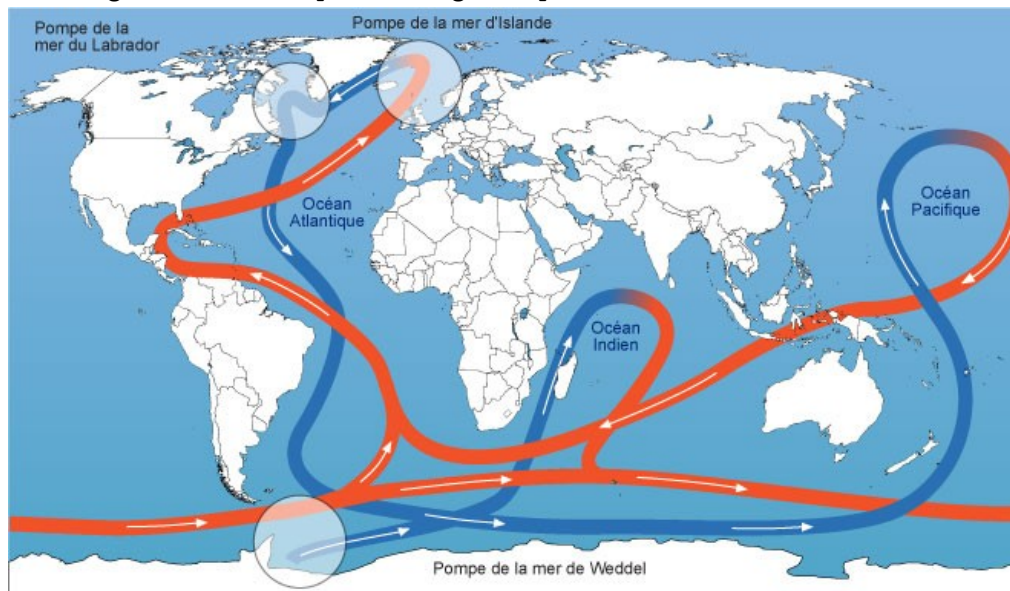 Pompe de la
mer du Labrador
Pompe de la mer d'Islande
Océan
Atlantique
Océan
Pacifique
Océan
Indien
Pompe de la mer de Weddel